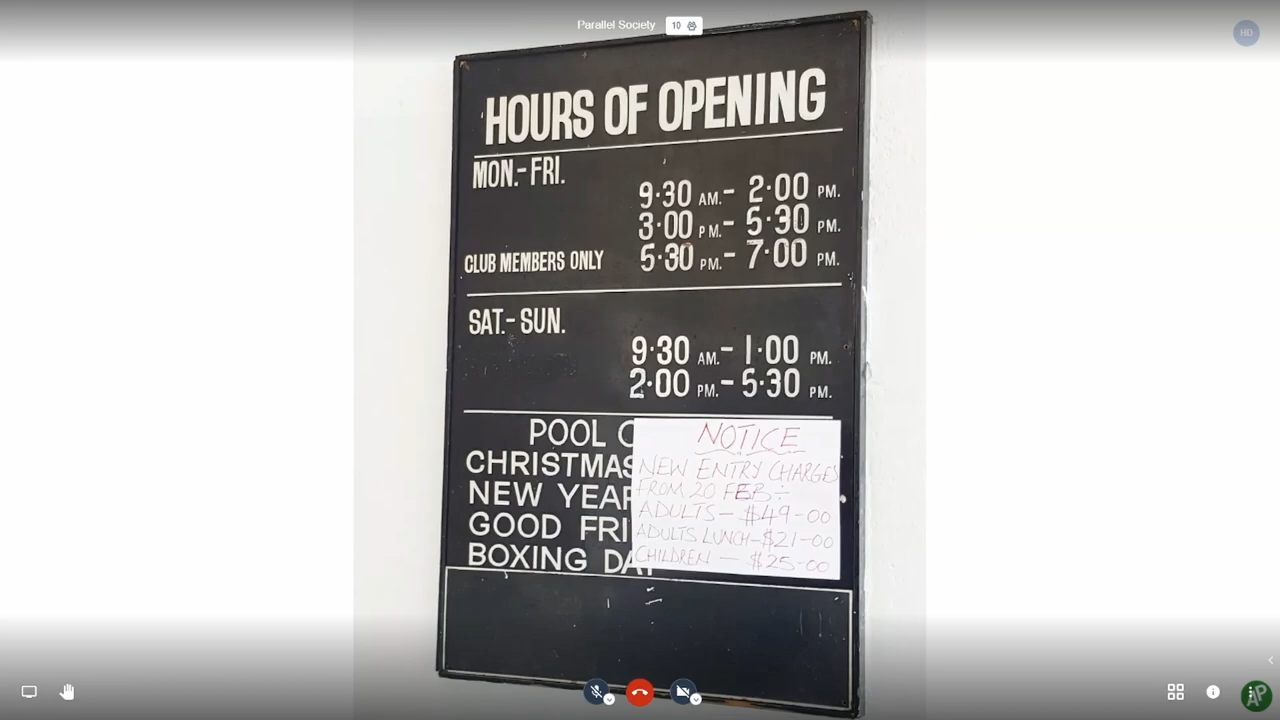 Parallel Society 10
HD
HOURS OF OPENING
MON.-FRI.
9·30 AM.- 2·00 PM.
3·00 PM.- 5·30 PM.
CLUB MEMBERS ONLY 5·30 PM.- 7·00 PM.
SAT.- SUN.
9·30 AM.- 1·00 PM.
2·00 PM.- 5·30 PM.
POOL
CHRISTMAS
NEW YEAR
GOOD FRI
BOXING DAY
NOTICE
NEW ENTRY CHARGES
FROM 20 FEB:-
ADULTS - $49-00
ADULTS LUNCH-$21-00
CHILDREN - $25-00
AP